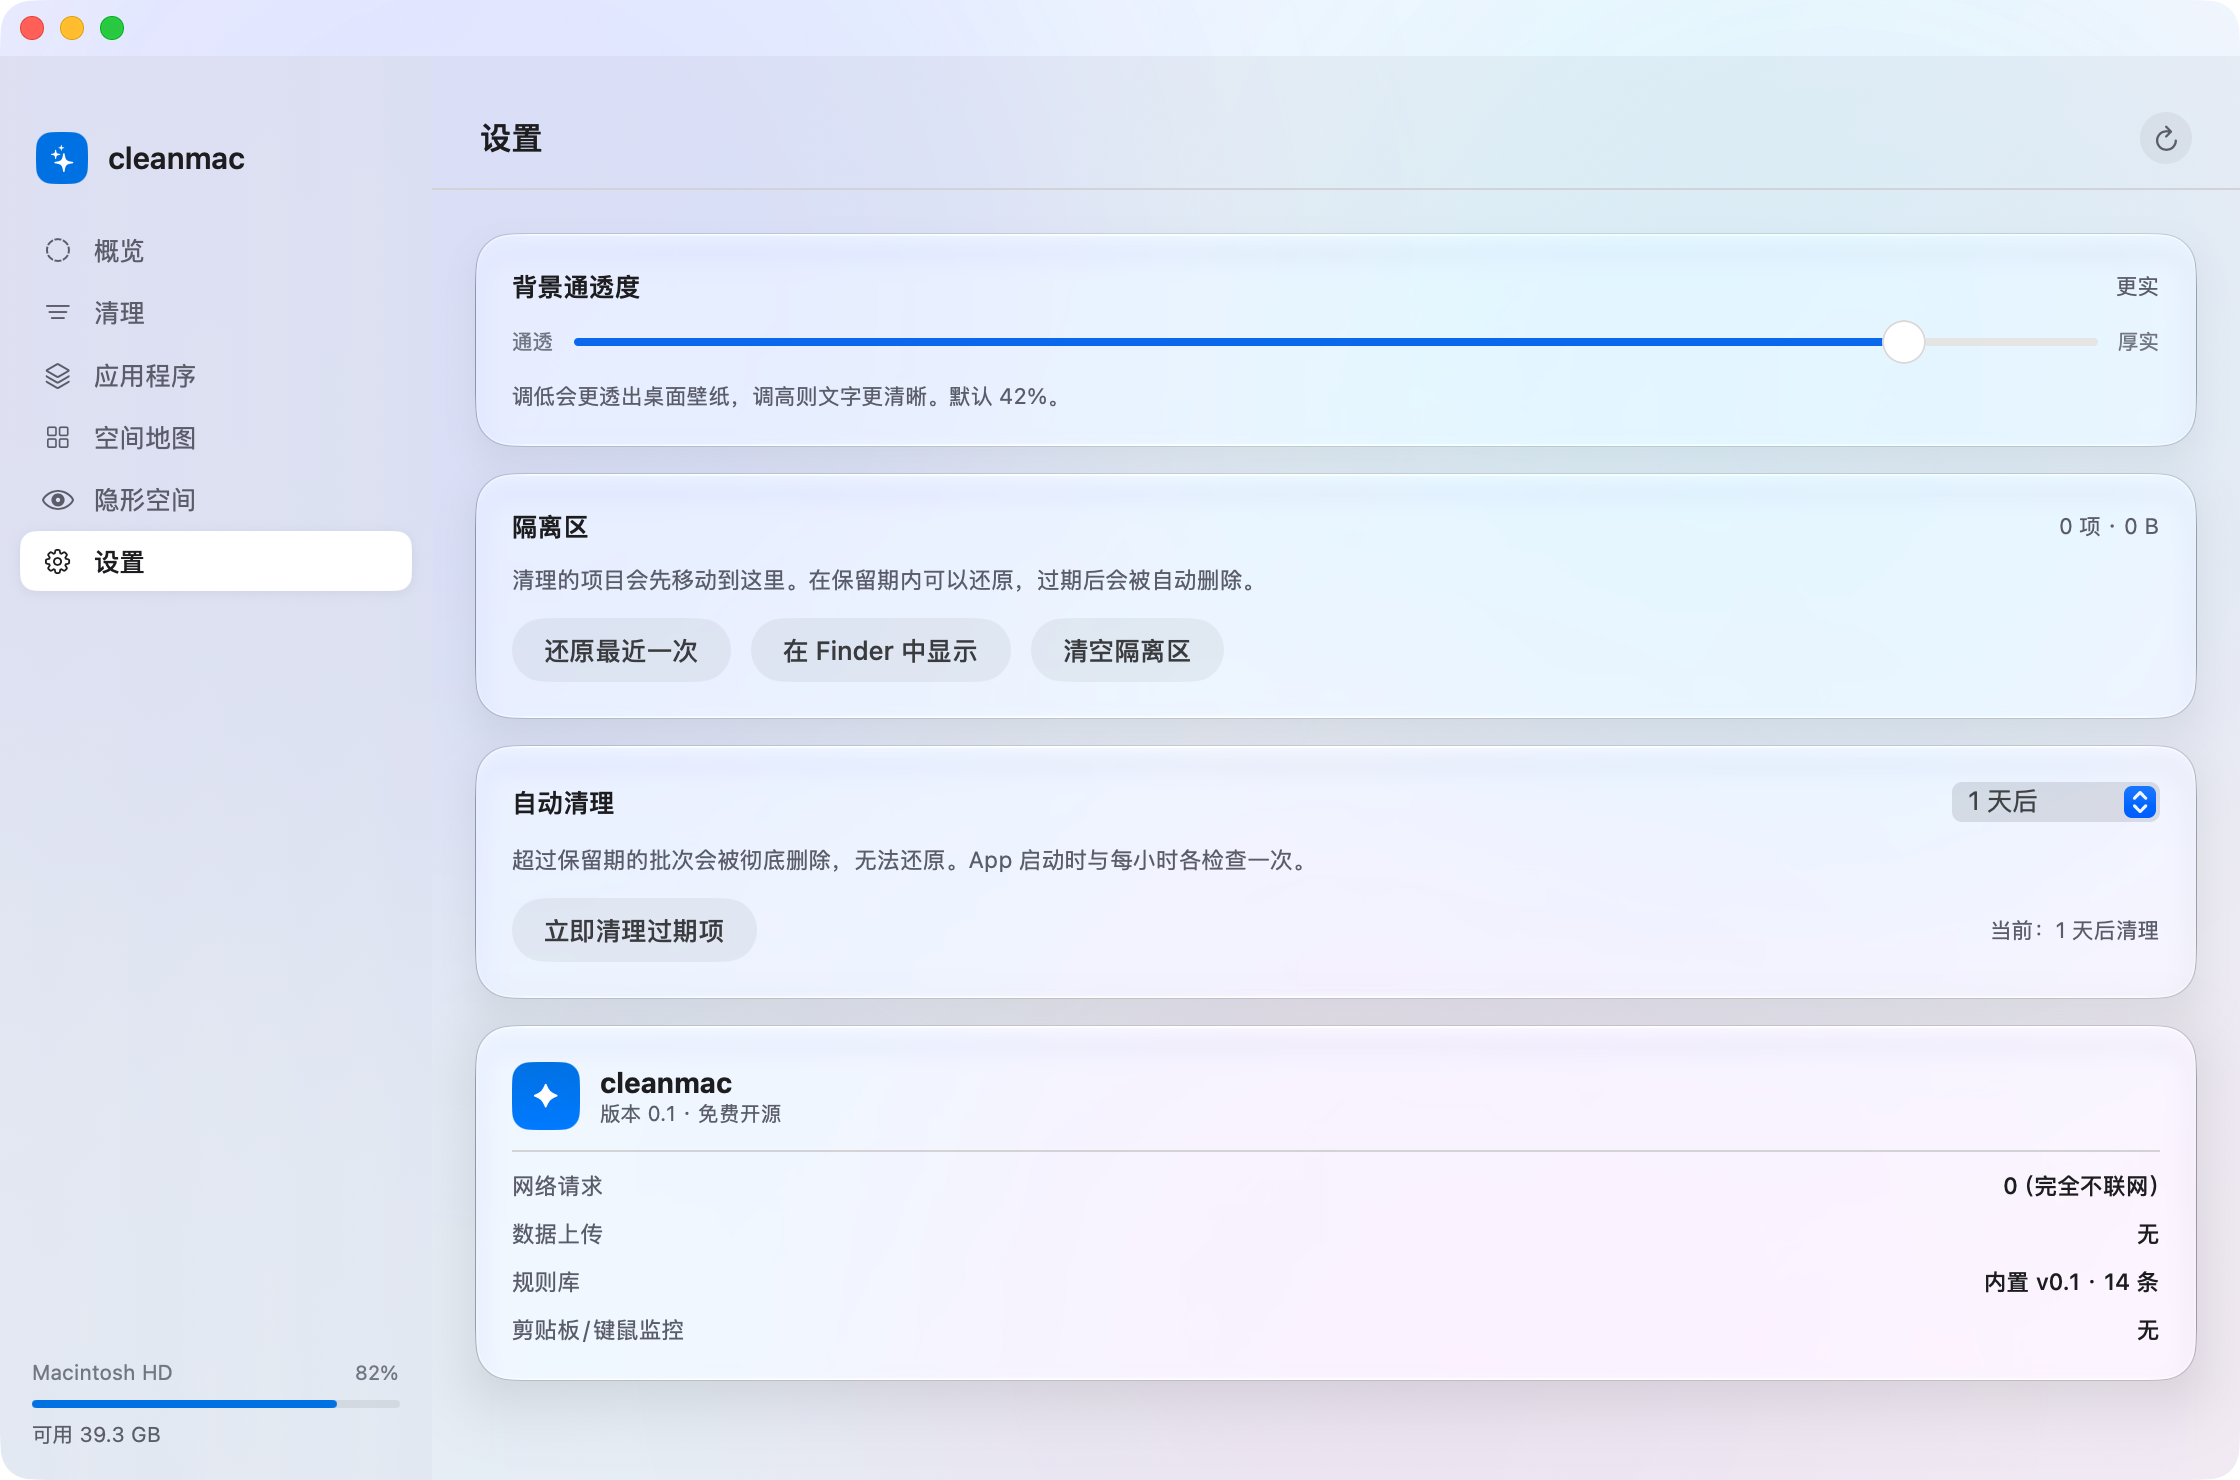 cleanmac
概览
清理
应用程序
空间地图
隐形空间
设置
Macintosh HD 82%
可用 39.3 GB
设置
背景通透度 更实
通透 厚实
调低会更透出桌面壁纸，调高则文字更清晰。默认 42%。
隔离区 0 项 · 0 B
清理的项目会先移动到这里。在保留期内可以还原，过期后会被自动删除。
还原最近一次 在 Finder 中显示 清空隔离区
自动清理 1 天后
超过保留期的批次会被彻底删除，无法还原。App 启动时与每小时各检查一次。
立即清理过期项 当前：1 天后清理
cleanmac
版本 0.1 · 免费开源
网络请求 0（完全不联网）
数据上传 无
规则库 内置 v0.1 · 14 条
剪贴板/键鼠监控 无